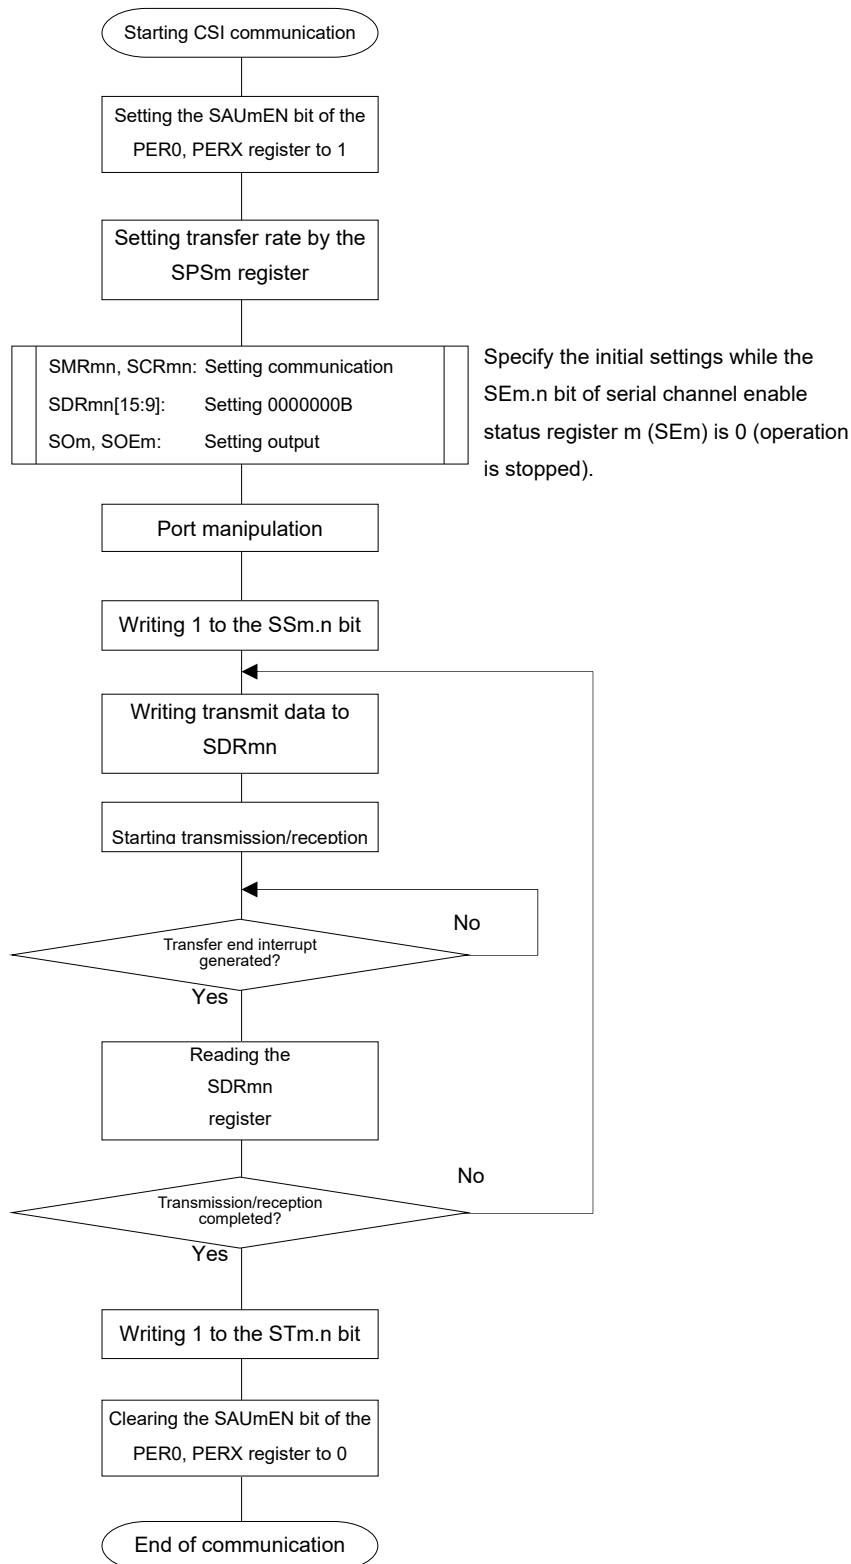 Starting CSI communication
Setting the SAUmEN bit of the
PER0, PERX register to 1
Setting transfer rate by the
SPSm register
SMRmn, SCRmn: Setting communication
SDRmn[15:9]: Setting 0000000B
SOm, SOEm: Setting output
Specify the initial settings while the
SEm.n bit of serial channel enable
status register m (SEm) is 0 (operation
is stopped).
Port manipulation
Writing 1 to the SSm.n bit
Writing transmit data to
SDRmn
Starting transmission/reception
No
Transfer end interrupt
generated?
Yes
Reading the
SDRmn
register
No
Transmission/reception
completed?
Yes
Writing 1 to the STm.n bit
Clearing the SAUmEN bit of the
PER0, PERX register to 0
End of communication